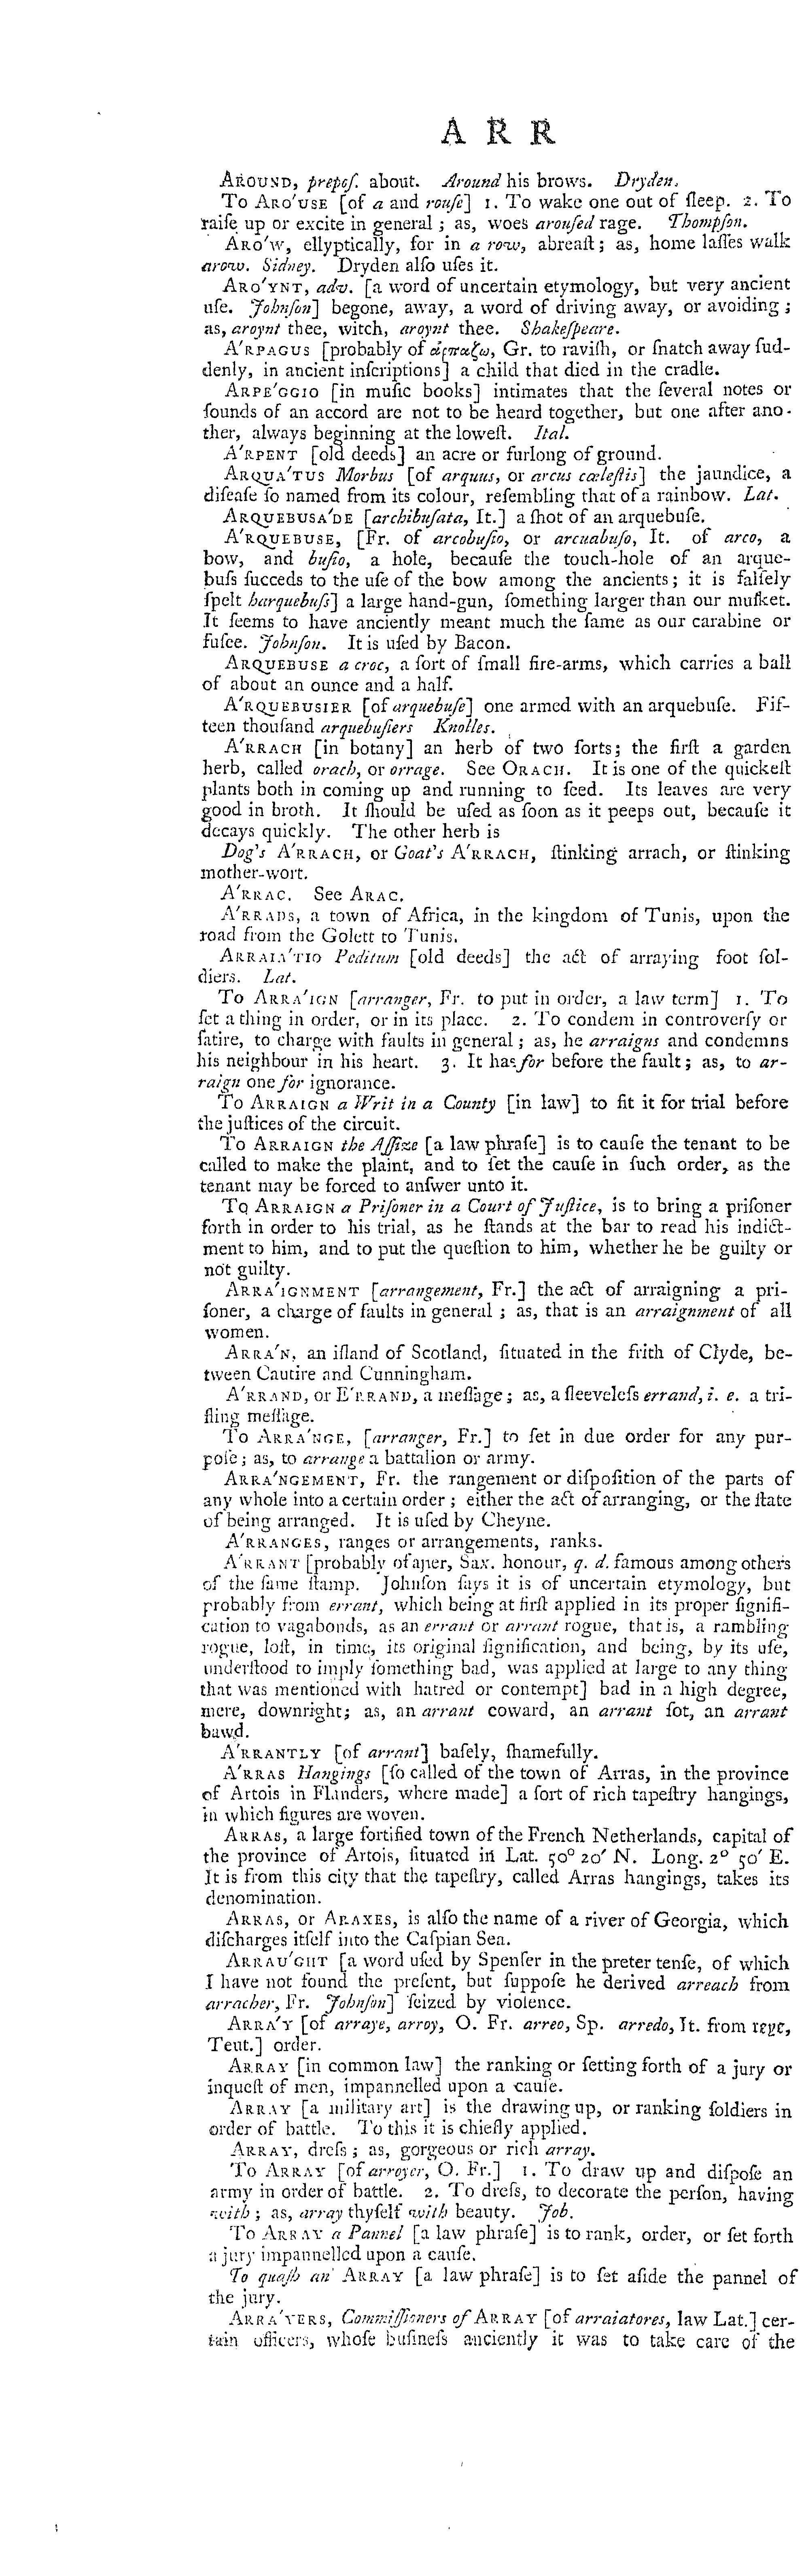 A R R
AROUND, prepoſ. about. Around his brows. Dryden.
To ARO'USE [of a and rouſe] 1. To wake one out of ſleep. 2. To
raiſe up or excite in general; as, woes arouſed rage. Thompſon.
ARO'W, ellyptically, for in a row, abreaſt; as, home laſſes walk
arow. Sidney. Dryden alſo uſes it.
ARO'YNT, adv. [a word of uncertain etymology, but very ancient
uſe. Johnſon] begone, away, a word of driving away, or avoiding;
as, aroynt thee, witch, aroynt thee. Shakeſpeare.
A'RPAGUS [probably of ἁρπαζω, Gr. to raviſh, or ſnatch away ſud-
denly, in ancient inſcriptions] a child that died in the cradle.
ARPE'GGIO [in muſic books] intimates that the ſeveral notes or
ſounds of an accord are not to be heard together, but one after ano-
ther, always beginning at the loweſt. Ital.
A'RPENT [old deeds] an acre or furlong of ground.
ARQUA'TUS Morbus [of arquus, or arcus cæleſtis] the jaundice, a
diſeaſe ſo named from its colour, reſembling that of a rainbow. Lat.
ARQUEBUSA'DE [archibuſata, It.] a ſhot of an arquebuſe.
A'RQUEBUSE, [Fr. of arcobuſio, or arcuabuſo, It. of arco, a
bow, and buſio, a hole, becauſe the touch-hole of an arque-
buſs ſucceds to the uſe of the bow among the ancients; it is falſely
ſpelt harquebuſs] a large hand-gun, ſomething larger than our muſket.
It ſeems to have anciently meant much the ſame as our carabine or
fuſee. Johnſon. It is uſed by Bacon.
ARQUEBUSE a croc, a ſort of ſmall fire-arms, which carries a ball
of about an ounce and a half.
A'RQUEBUSIER [of arquebuſe] one armed with an arquebuſe. Fif-
teen thouſand arquebuſiers Knolles.
A'RRACH [in botany] an herb of two ſorts; the firſt a garden
herb, called orach, or orrage. See ORACH. It is one of the quickeſt
plants both in coming up and running to ſeed. Its leaves are very
good in broth. It ſhould be uſed as ſoon as it peeps out, becauſe it
decays quickly. The other herb is
Dog's A'RRACH, or Goat's A'RRACH, ſtinking arrach, or ſtinking
mother-wort.
A'RRAC. See ARAC.
A'RRADS, a town of Africa, in the kingdom of Tunis, upon the
road from the Golett to Tunis.
ARRAIA'TIO Peditum [old deeds] the act of arraying foot ſol-
diers. Lat.
To ARRA'IGN [arranger, Fr. to put in order, a law term] 1. To
ſet a thing in order, or in its place. 2. To condem in controverſy or
ſatire, to charge with faults in general; as, he arraigns and condemns
his neighbour in his heart. 3. It has for before the fault; as, to ar-
raign one for ignorance.
To ARRAIGN a Writ in a County [in law] to fit it for trial before
the juſtices of the circuit.
To ARRAIGN the Aſſize [a law phraſe] is to cauſe the tenant to be
called to make the plaint, and to ſet the cauſe in ſuch order, as the
tenant may be forced to anſwer unto it.
To ARRAIGN a Priſoner in a Court of Juſtice, is to bring a priſoner
forth in order to his trial, as he ſtands at the bar to read his indict-
ment to him, and to put the queſtion to him, whether he be guilty or
not guilty.
ARRA'IGNMENT [arrangement, Fr.] the act of arraigning a pri-
ſoner, a charge of faults in general; as, that is an arraignment of all
women.
ARRA'N, an iſland of Scotland, ſituated in the frith of Clyde, be-
tween Cautire and Cunningham.
A'RRAND, or E'RRAND, a meſſage; as, a ſleeveleſs errand, i. e. a tri-
fling meſſage.
To ARRA'NGE, [arranger, Fr.] to ſet in due order for any pur-
poſe; as, to arrange a battalion or army.
ARRA'NGEMENT, Fr. the rangement or diſpoſition of the parts of
any whole into a certain order; either the act of arranging, or the ſtate
of being arranged. It is uſed by Cheyne.
A'RRANGES, ranges or arrangements, ranks.
A'RRANT [probably of aꞃer, Sax. honour, q. d. famous among others
of the ſame ſtamp. Johnſon ſays it is of uncertain etymology, but
probably from errant, which being at firſt applied in its proper ſignifi-
cation to vagabonds, as an errant or arrant rogue, that is, a rambling
rogue, loſt, in time, its original ſignification, and being, by its uſe,
underſtood to imply ſomething bad, was applied at large to any thing
that was mentioned with hatred or contempt] bad in a high degree,
mere, downright; as, an arrant coward, an arrant ſot, an arrant
bawd.
A'RRANTLY [of arrant] baſely, ſhamefully.
A'RRAS Hangings [ſo called of the town of Arras, in the province
of Artois in Flanders, where made] a ſort of rich tapeſtry hangings,
in which figures are woven.
ARRAS, a large fortified town of the French Netherlands, capital of
the province of Artois, ſituated in Lat. 50° 20′ N. Long. 2° 50′ E.
It is from this city that the tapeſtry, called Arras hangings, takes its
denomination.
ARRAS, or ARAXES, is alſo the name of a river of Georgia, which
diſcharges itſelf into the Caſpian Sea.
ARRAU'GHT [a word uſed by Spenſer in the preter tenſe, of which
I have not found the preſent, but ſuppoſe he derived arreach from
arracher, Fr. Johnſon] ſeized by violence.
ARRA'Y [of arraye, arroy, O. Fr. arreo, Sp. arredo, It. from
Teut.] order.
ARRAY [in common law] the ranking or ſetting forth of a jury or
inqueſt of men, impannelled upon a cauſe.
ARRAY [a military art] is the drawing up, or ranking ſoldiers in
order of battle. To this it is chiefly applied.
ARRAY, dreſs; as, gorgeous or rich array.
To ARRAY [of arroyer, O. Fr.] 1. To draw up and diſpoſe an
army in order of battle. 2. To dreſs, to decorate the perſon, having
with; as, array thyſelf with beauty. Job.
To ARRAY a Pannel [a law phraſe] is to rank, order, or ſet forth
a jury impannelled upon a cauſe.
To quaſh an ARRAY [a law phraſe] is to ſet aſide the pannel of
the jury.
ARRA'YERS, Commiſſioners of ARRAY [of arraiatores, law Lat.] cer-
tain officers, whoſe buſineſs anciently it was to take care of the